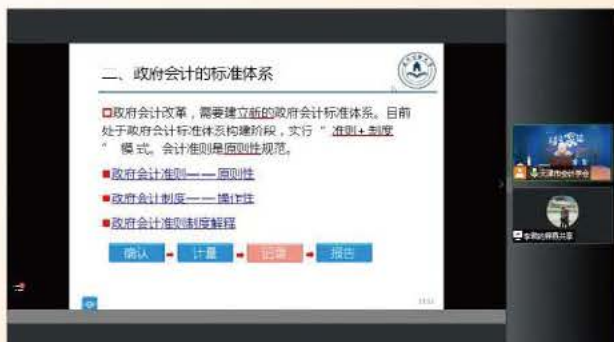 二、政府会计的标准体系
政府会计改革，需要建立新的政府会计标准体系。目前
处于政府会计标准体系构建阶段，实行“准则+制度
”模式。会计准则是原则性规范。
政府会计准则——原则性
政府会计制度——操作性
政府会计准则制度解释
确认
计量
记录
报告
天津市会计学会
的屏幕共享